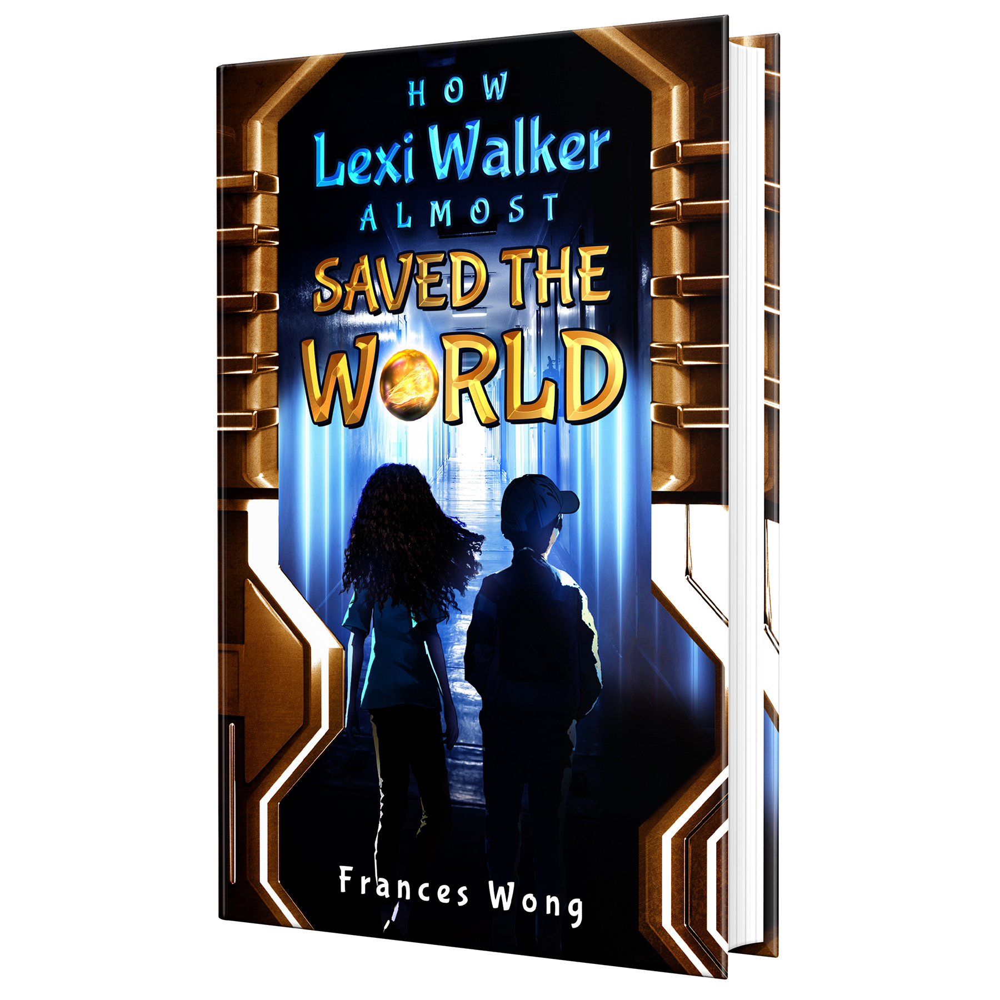 HOW
Lexi Walker
ALMOST
SAVED THE
WORLD
Frances Wong